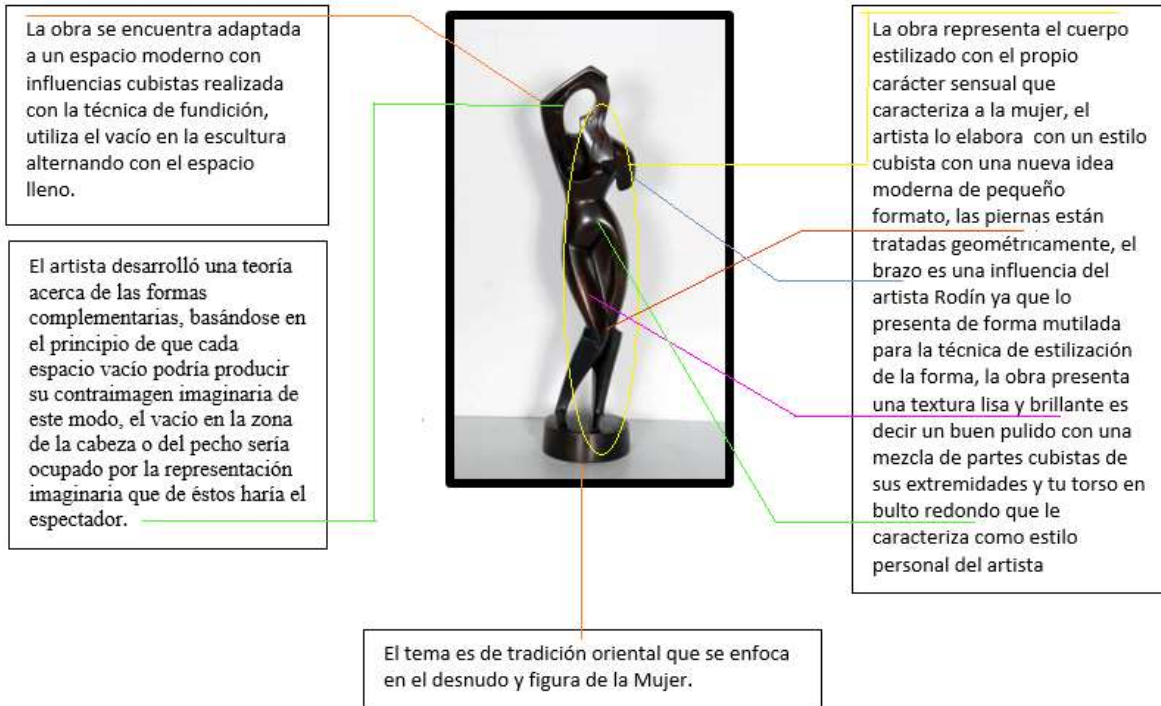 La obra se encuentra adaptada
a un espacio moderno con
influencias cubistas realizada
con la técnica de fundición,
utiliza el vacío en la escultura
alternando con el espacio
lleno.
El artista desarrolló una teoría
acerca de las formas
complementarias, basándose en
el principio de que cada
espacio vacío podría producir
su contraimagen imaginaria de
este modo, el vacío en la zona
de la cabeza o del pecho sería
ocupado por la representación
imaginaria que de éstos haría el
espectador.
La obra representa el cuerpo
estilizado con el propio
carácter sensual que
caracteriza a la mujer, el
artista lo elabora  con un estilo
cubista con una nueva idea
moderna de pequeño
formato, las piernas están
tratadas geométricamente, el
brazo es una influencia del
artista Rodín ya que lo
presenta de forma mutilada
para la técnica de estilización
de la forma, la obra presenta
una textura lisa y brillante es
decir un buen pulido con una
mezcla de partes cubistas de
sus extremidades y tu torso en
bulto redondo que le
caracteriza como estilo
personal del artista
El tema es de tradición oriental que se enfoca
en el desnudo y figura de la Mujer.